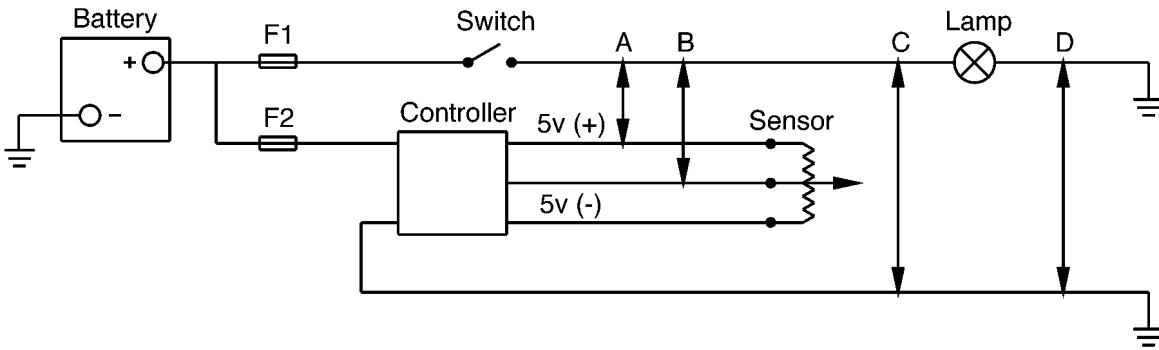 Battery
Switch
Lamp
F1
A
B
C
D
+
-
F2
Controller
5v (+)
Sensor
5v (-)